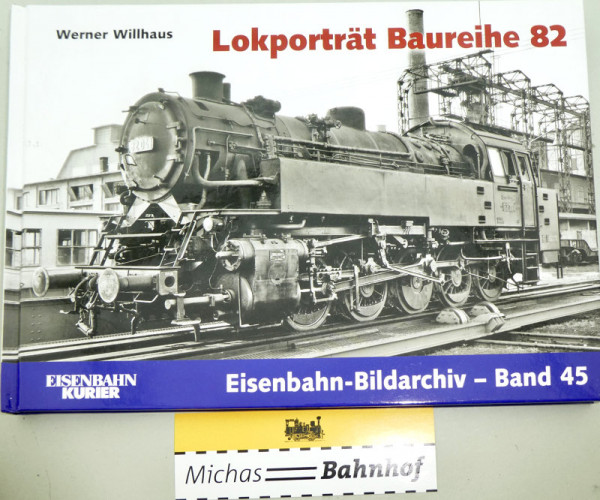 Werner Willhaus
Lokporträt Baureihe 82
EISENBAHN
KURIER
Eisenbahn-Bildarchiv – Band 45
Michas Bahnhof